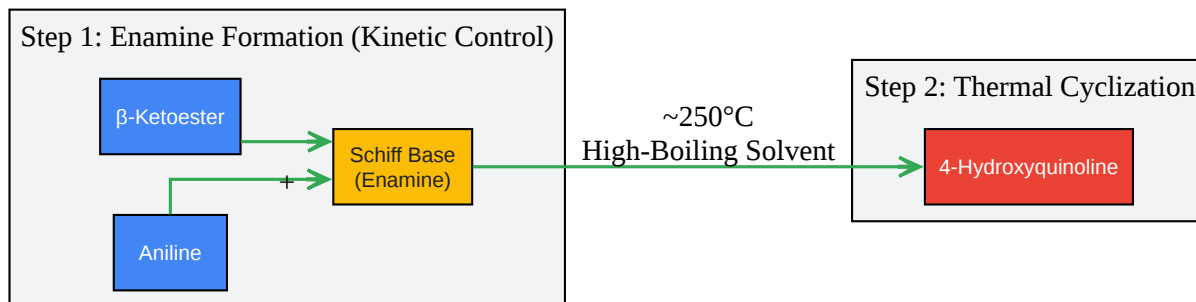 Step 1: Enamine Formation (Kinetic Control)
β-Ketoester
Aniline
+
Schiff Base
(Enamine)
~250°C
High-Boiling Solvent
Step 2: Thermal Cyclization
4-Hydroxyquinoline